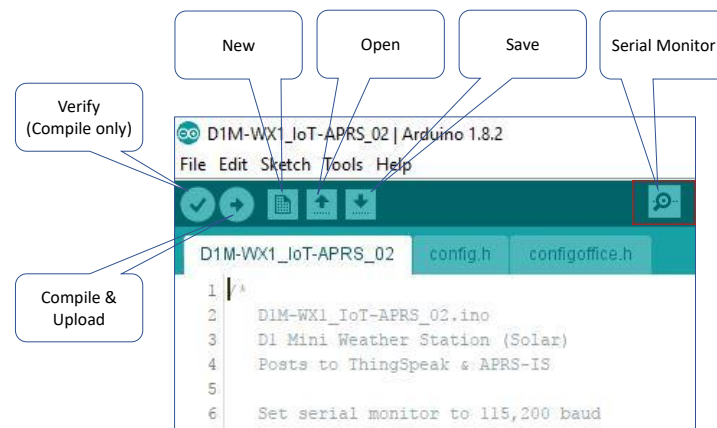 New
Open
Save
Serial Monitor
Verify
(Compile only)
D1M-WX1_IoT-APRS_02 | Arduino 1.8.2
File Edit Sketch Tools Help
D1M-WX1_IoT-APRS_02
config.h
configoffice.h
Compile &
Upload
1 /*
2 D1M-WX1_IoT-APRS_02.ino
3 D1 Mini Weather Station (Solar)
4 Posts to ThingSpeak & APRS-IS
5
6 Set serial monitor to 115,200 baud